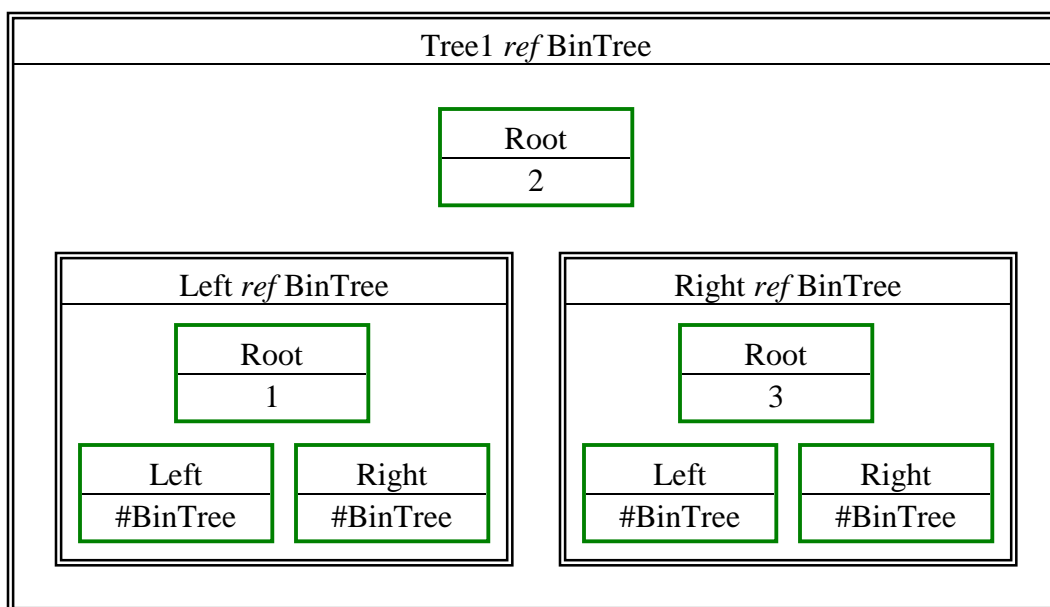 Tree1 ref BinTree
Root
2
Left ref BinTree
Right ref BinTree
Root
Root
1
3
Left
Right
Left
Right
#BinTree
#BinTree
#BinTree
#BinTree